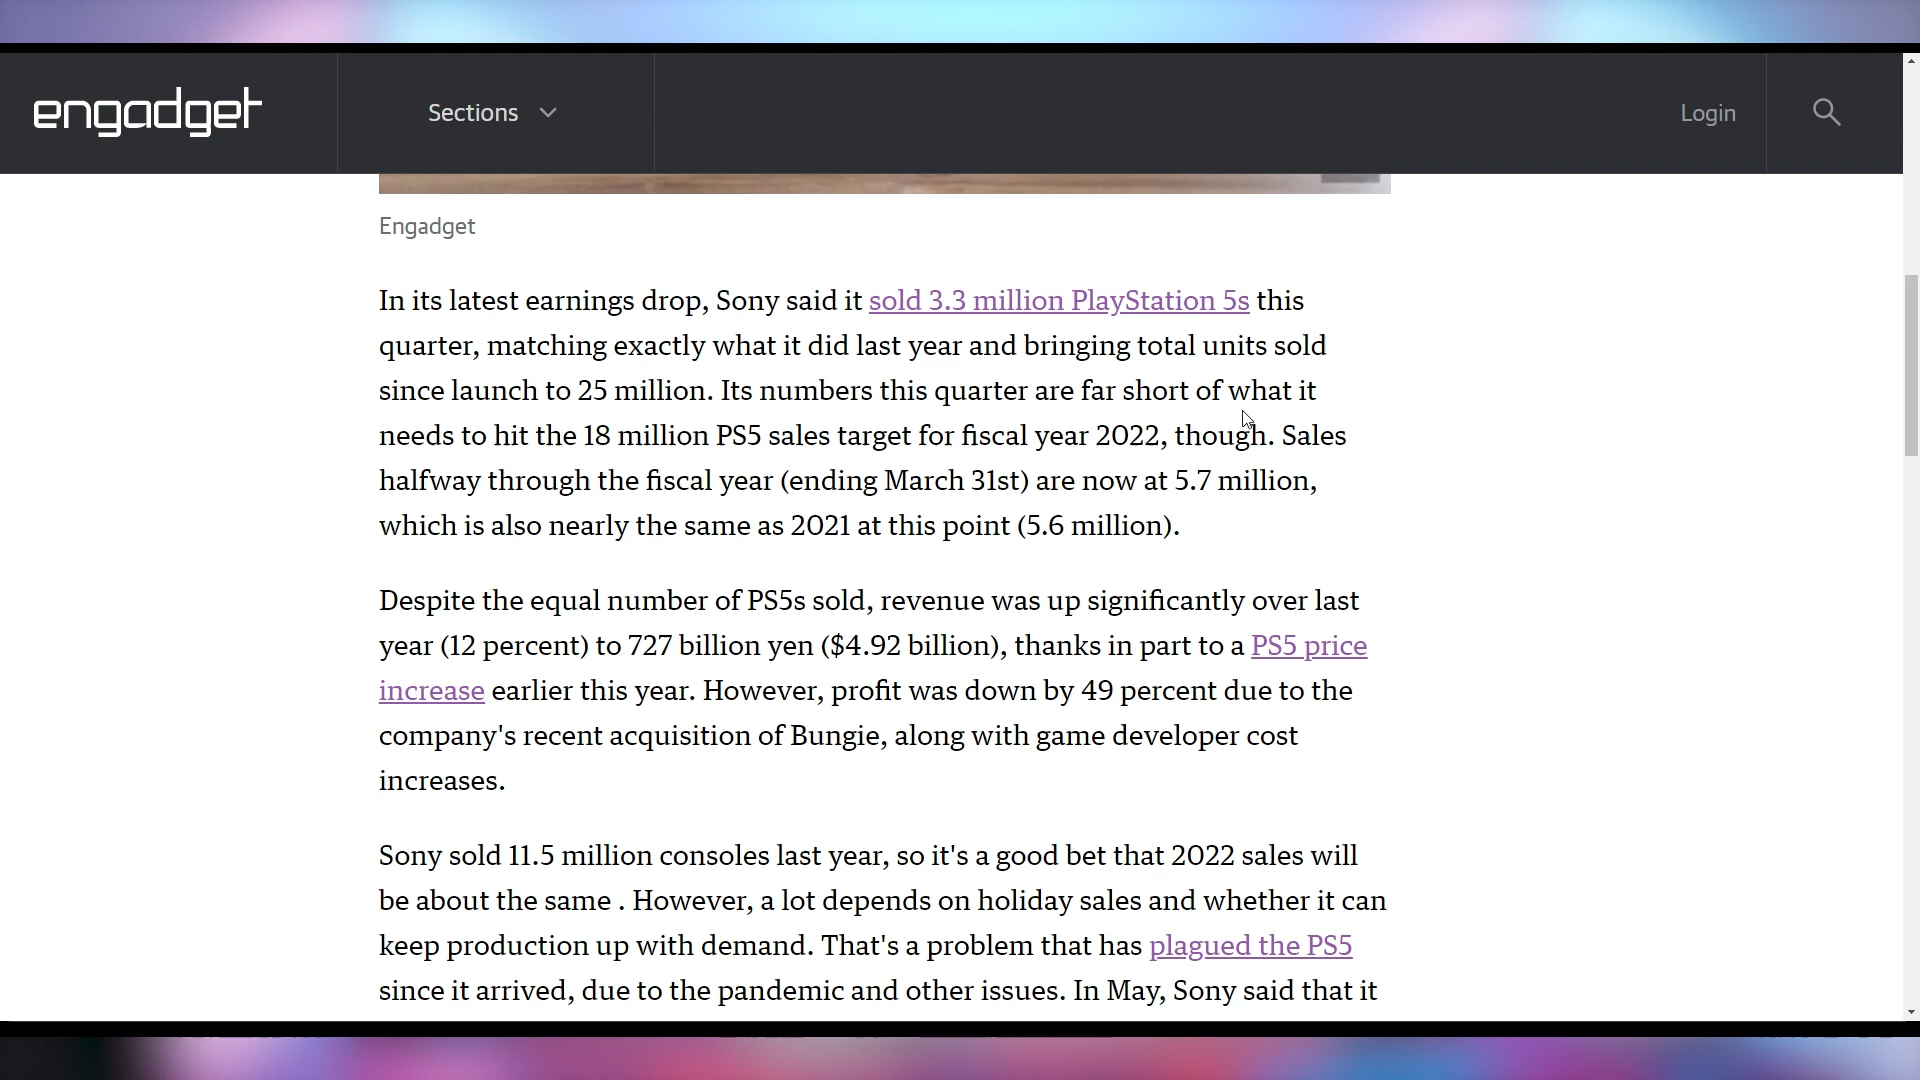 engadget
Sections
Login
Engadget
In its latest earnings drop, Sony said it sold 3.3 million PlayStation 5s this
quarter, matching exactly what it did last year and bringing total units sold
since launch to 25 million. Its numbers this quarter are far short of what it
needs to hit the 18 million PS5 sales target for fiscal year 2022, though. Sales
halfway through the fiscal year (ending March 31st) are now at 5.7 million,
which is also nearly the same as 2021 at this point (5.6 million).
Despite the equal number of PS5s sold, revenue was up significantly over last
year (12 percent) to 727 billion yen ($4.92 billion), thanks in part to a PS5 price
increase earlier this year. However, profit was down by 49 percent due to the
company's recent acquisition of Bungie, along with game developer cost
increases.
Sony sold 11.5 million consoles last year, so it's a good bet that 2022 sales will
be about the same . However, a lot depends on holiday sales and whether it can
keep production up with demand. That's a problem that has plagued the PS5
since it arrived, due to the pandemic and other issues. In May, Sony said that it